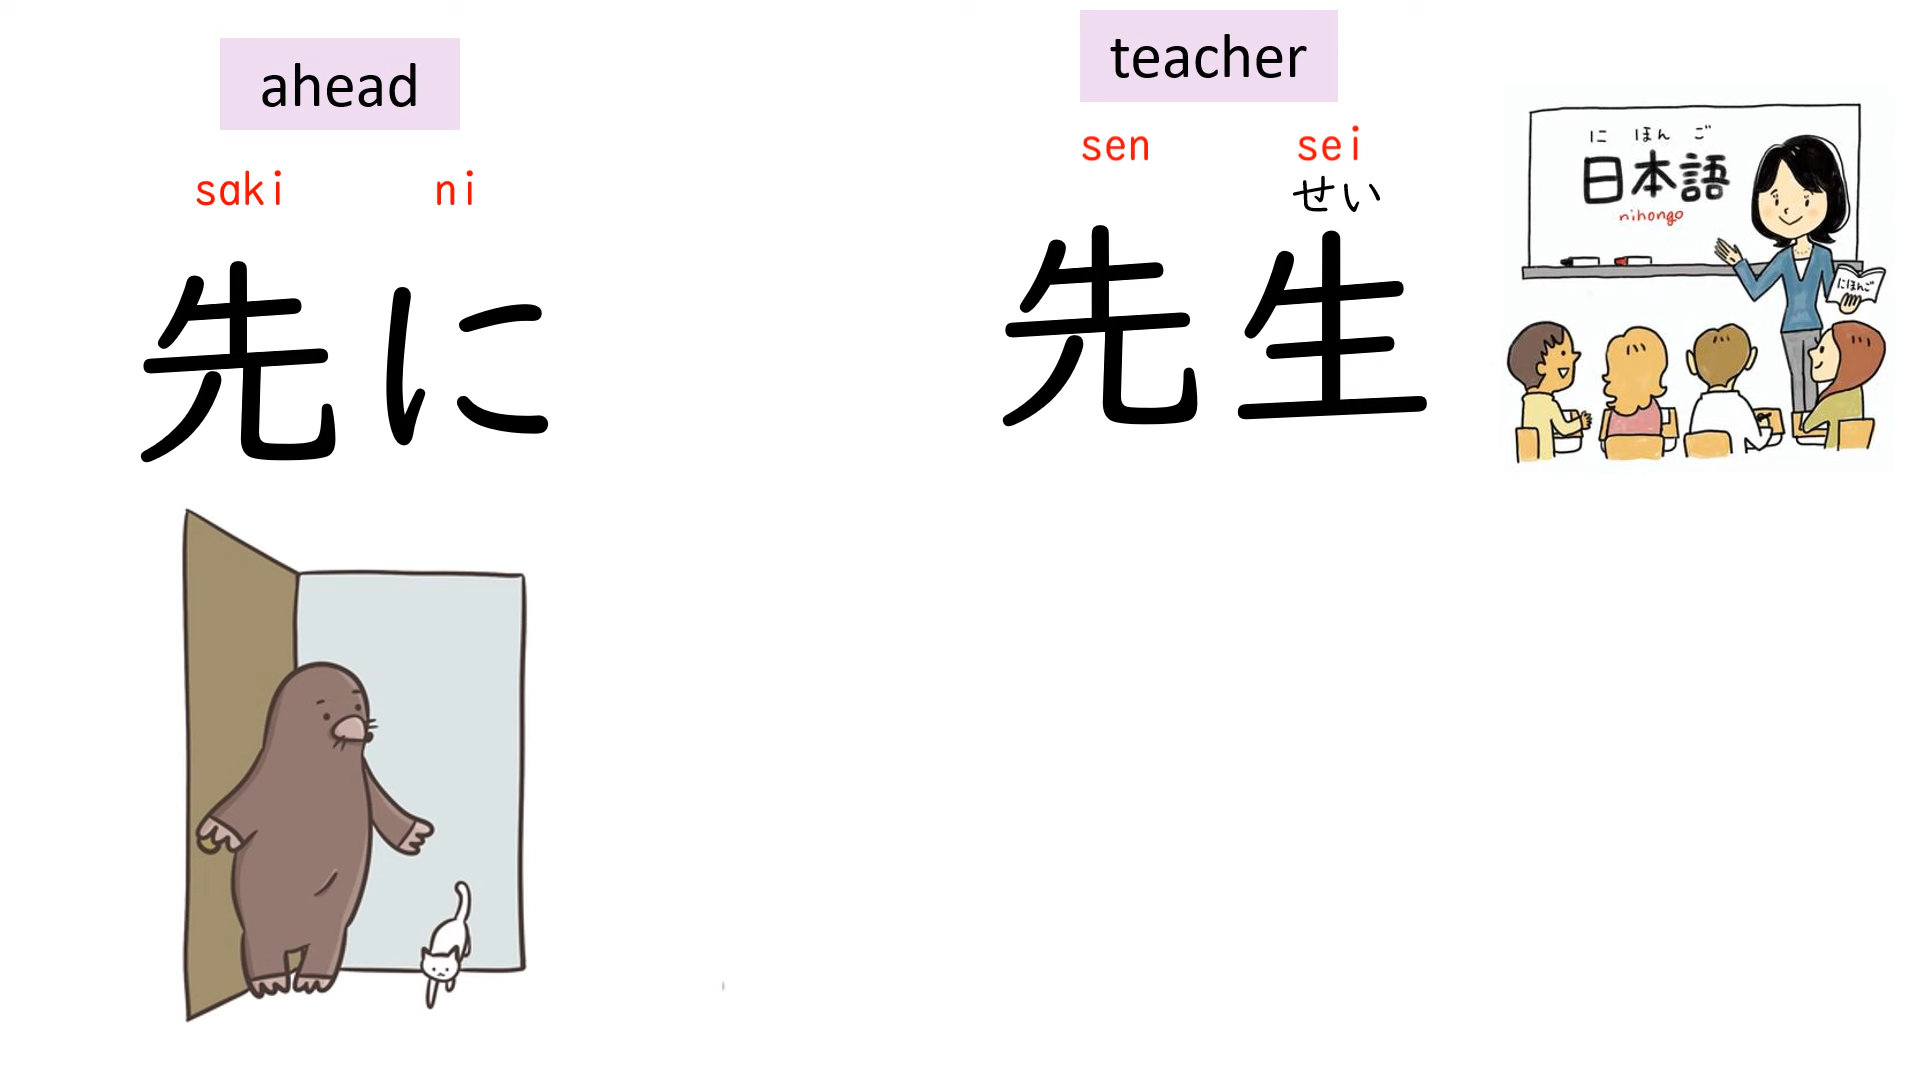 ahead
saki ni
先に
teacher
sen sei
せい
先生
に ほん ご
日本語
nihongo
にほんご